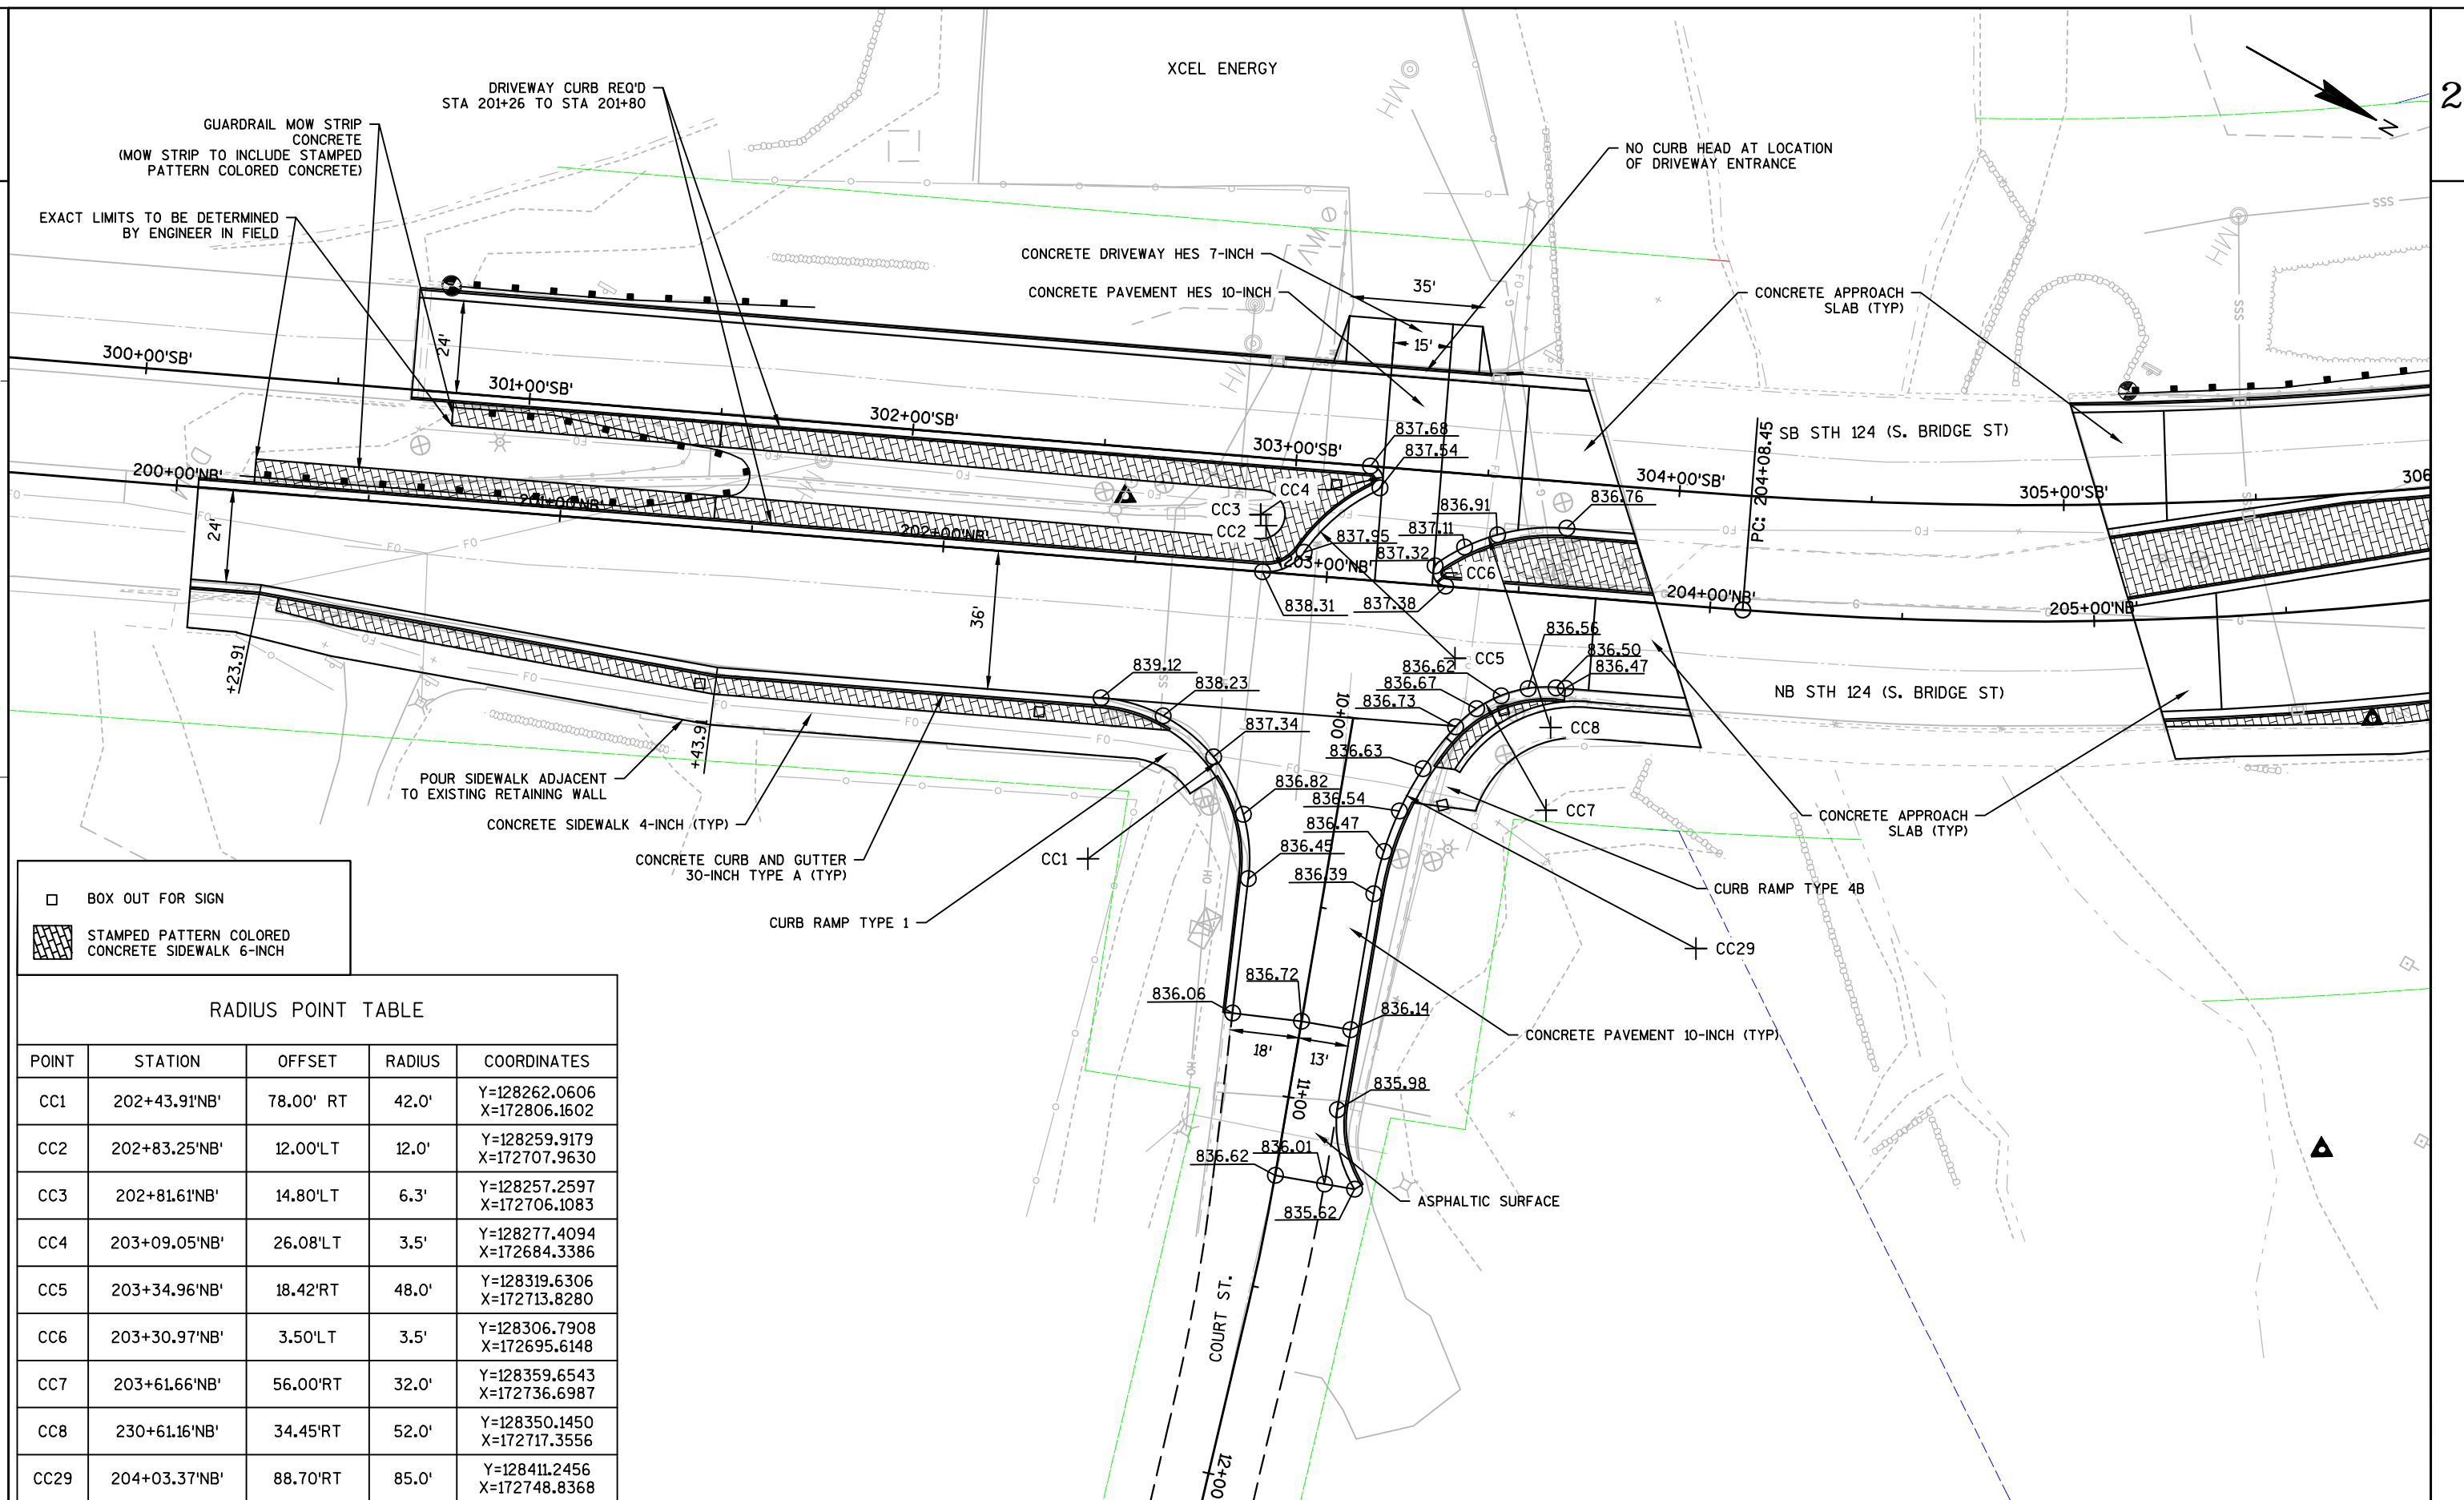 XCEL ENERGY
2
N
DRIVEWAY CURB REQ'D
STA 201+26 TO STA 201+80
GUARDRAIL MOW STRIP
CONCRETE
(MOW STRIP TO INCLUDE STAMPED
PATTERN COLORED CONCRETE)
EXACT LIMITS TO BE DETERMINED
BY ENGINEER IN FIELD
NO CURB HEAD AT LOCATION
OF DRIVEWAY ENTRANCE
CONCRETE DRIVEWAY HES 7-INCH
CONCRETE PAVEMENT HES 10-INCH
35'
15'
CONCRETE APPROACH
SLAB (TYP)
24'
300+00'SB'
301+00'SB'
302+00'SB'
303+00'SB'
304+00'SB'
305+00'SB'
306
SB STH 124 (S. BRIDGE ST)
PC: 204+08.45
837.68
837.54
836.91
836.76
837.11
837.95
837.32
CC4
CC3
CC2
CC6
200+00'NB'
201+00'NB'
202+00'NB'
203+00'NB'
204+00'NB'
205+00'NB'
24'
36'
838.31
837.38
836.56
836.50
836.47
836.62
836.67
836.73
CC5
NB STH 124 (S. BRIDGE ST)
839.12
838.23
837.34
+23.91
+43.91
10+00
CC8
836.63
836.82
836.54
836.47
836.45
836.39
CC7
POUR SIDEWALK ADJACENT
TO EXISTING RETAINING WALL
CONCRETE SIDEWALK 4-INCH (TYP)
CONCRETE CURB AND GUTTER
30-INCH TYPE A (TYP)
CC1
CURB RAMP TYPE 1
CONCRETE APPROACH
SLAB (TYP)
CURB RAMP TYPE 4B
CC29
836.72
836.06
836.14
CONCRETE PAVEMENT 10-INCH (TYP)
18'
13'
835.98
11+00
836.01
836.62
835.62
ASPHALTIC SURFACE
COURT ST.
12+00
BOX OUT FOR SIGN
STAMPED PATTERN COLORED
CONCRETE SIDEWALK 6-INCH
RADIUS POINT TABLE
POINT STATION OFFSET RADIUS COORDINATES
CC1 202+43.91'NB' 78.00' RT 42.0' Y=128262.0606
X=172806.1602
CC2 202+83.25'NB' 12.00'LT 12.0' Y=128259.9179
X=172707.9630
CC3 202+81.61'NB' 14.80'LT 6.3' Y=128257.2597
X=172706.1083
CC4 203+09.05'NB' 26.08'LT 3.5' Y=128277.4094
X=172684.3386
CC5 203+34.96'NB' 18.42'RT 48.0' Y=128319.6306
X=172713.8280
CC6 203+30.97'NB' 3.50'LT 3.5' Y=128306.7908
X=172695.6148
CC7 203+61.66'NB' 56.00'RT 32.0' Y=128359.6543
X=172736.6987
CC8 230+61.16'NB' 34.45'RT 52.0' Y=128350.1450
X=172717.3556
CC29 204+03.37'NB' 88.70'RT 85.0' Y=128411.2456
X=172748.8368